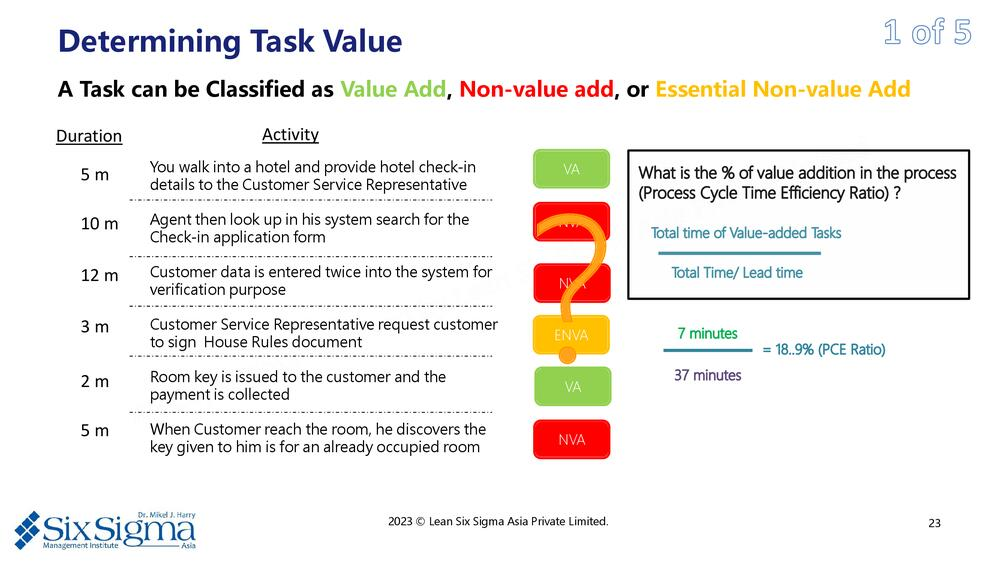 Determining Task Value
1 of 5
A Task can be Classified as Value Add, Non-value add, or Essential Non-value Add
Duration
Activity
5 m
You walk into a hotel and provide hotel check-in
details to the Customer Service Representative
VA
10 m
Agent then look up in his system search for the
Check-in application form
NVA
12 m
Customer data is entered twice into the system for
verification purpose
NVA
3 m
Customer Service Representative request customer
to sign House Rules document
ENVA
2 m
Room key is issued to the customer and the
payment is collected
VA
5 m
When Customer reach the room, he discovers the
key given to him is for an already occupied room
NVA
?
What is the % of value addition in the process
(Process Cycle Time Efficiency Ratio) ?
Total time of Value-added Tasks
Total Time/ Lead time
7 minutes
= 18..9% (PCE Ratio)
37 minutes
Dr. Mikel J. Harry
SixSigma
Management Institute Asia
2023 © Lean Six Sigma Asia Private Limited.
23